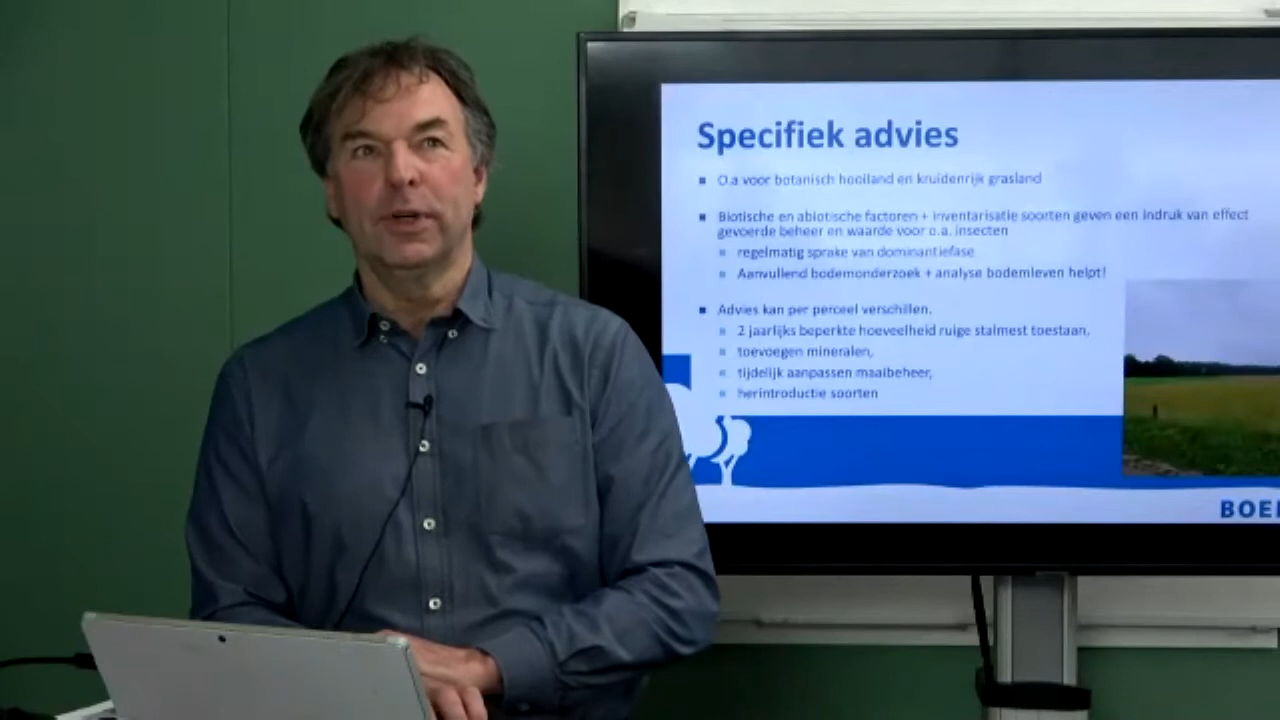 Specifiek advies
O.a voor botanisch hooiland en kruidenrijk grasland
Biotische en abiotische factoren + inventarisatie soorten geven een indruk van effect
gevoerde beheer en waarde voor o.a. insecten
regelmatig sprake van dominantiefase
Aanvullend bodemonderzoek + analyse bodemleven helpt!
Advies kan per perceel verschillen.
2 jaarlijks beperkte hoeveelheid ruige stalmest toestaan,
toevoegen mineralen,
tijdelijk aanpassen maaibeheer,
herintroductie soorten